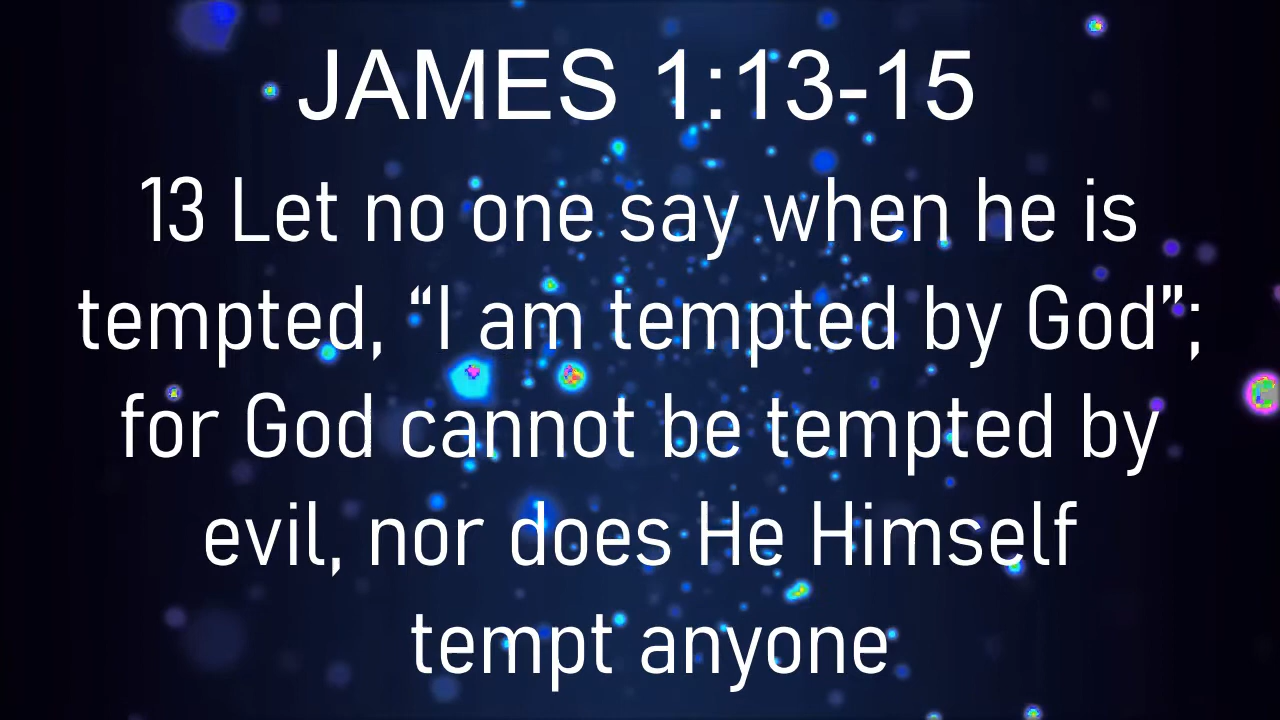 JAMES 1:13-15
13 Let no one say when he is
tempted, “I am tempted by God”;
for God cannot be tempted by
evil, nor does He Himself
tempt anyone